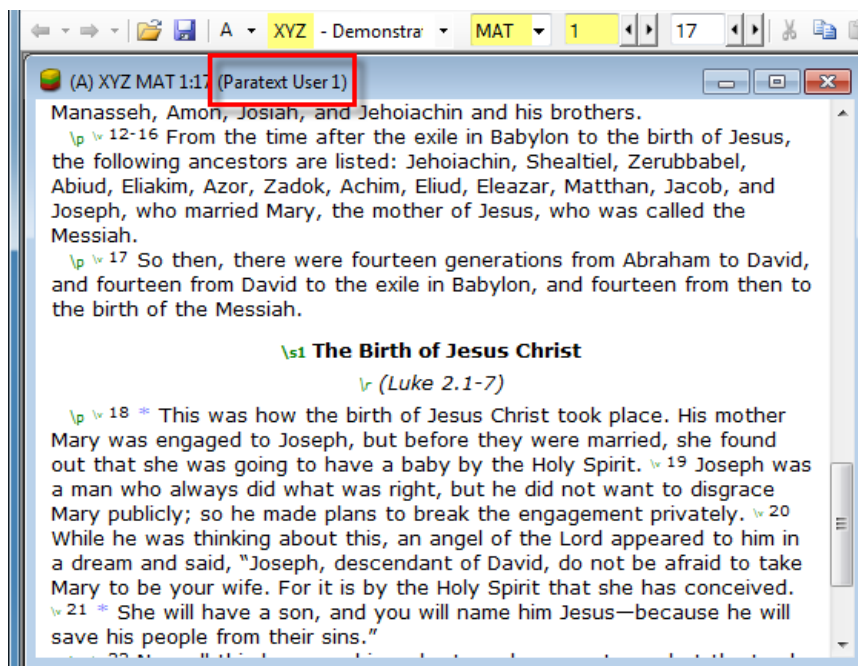 A XYZ - Demonstra MAT 1 17
(A) XYZ MAT 1:17 (Paratext User 1)
Manasseh, Amon, Josiah, and Jehoiachin and his brothers.
\p \v 12-16 From the time after the exile in Babylon to the birth of Jesus,
the following ancestors are listed: Jehoiachin, Shealtiel, Zerubbabel,
Abiud, Eliakim, Azor, Zadok, Achim, Eliud, Eleazar, Matthan, Jacob, and
Joseph, who married Mary, the mother of Jesus, who was called the
Messiah.
\p \v 17 So then, there were fourteen generations from Abraham to David,
and fourteen from David to the exile in Babylon, and fourteen from then to
the birth of the Messiah.
\s1 The Birth of Jesus Christ
\r (Luke 2.1-7)
\p \v 18 * This was how the birth of Jesus Christ took place. His mother
Mary was engaged to Joseph, but before they were married, she found
out that she was going to have a baby by the Holy Spirit. \v 19 Joseph was
a man who always did what was right, but he did not want to disgrace
Mary publicly; so he made plans to break the engagement privately. \v 20
While he was thinking about this, an angel of the Lord appeared to him in
a dream and said, “Joseph, descendant of David, do not be afraid to take
Mary to be your wife. For it is by the Holy Spirit that she has conceived.
\v 21 * She will have a son, and you will name him Jesus—because he will
save his people from their sins.”